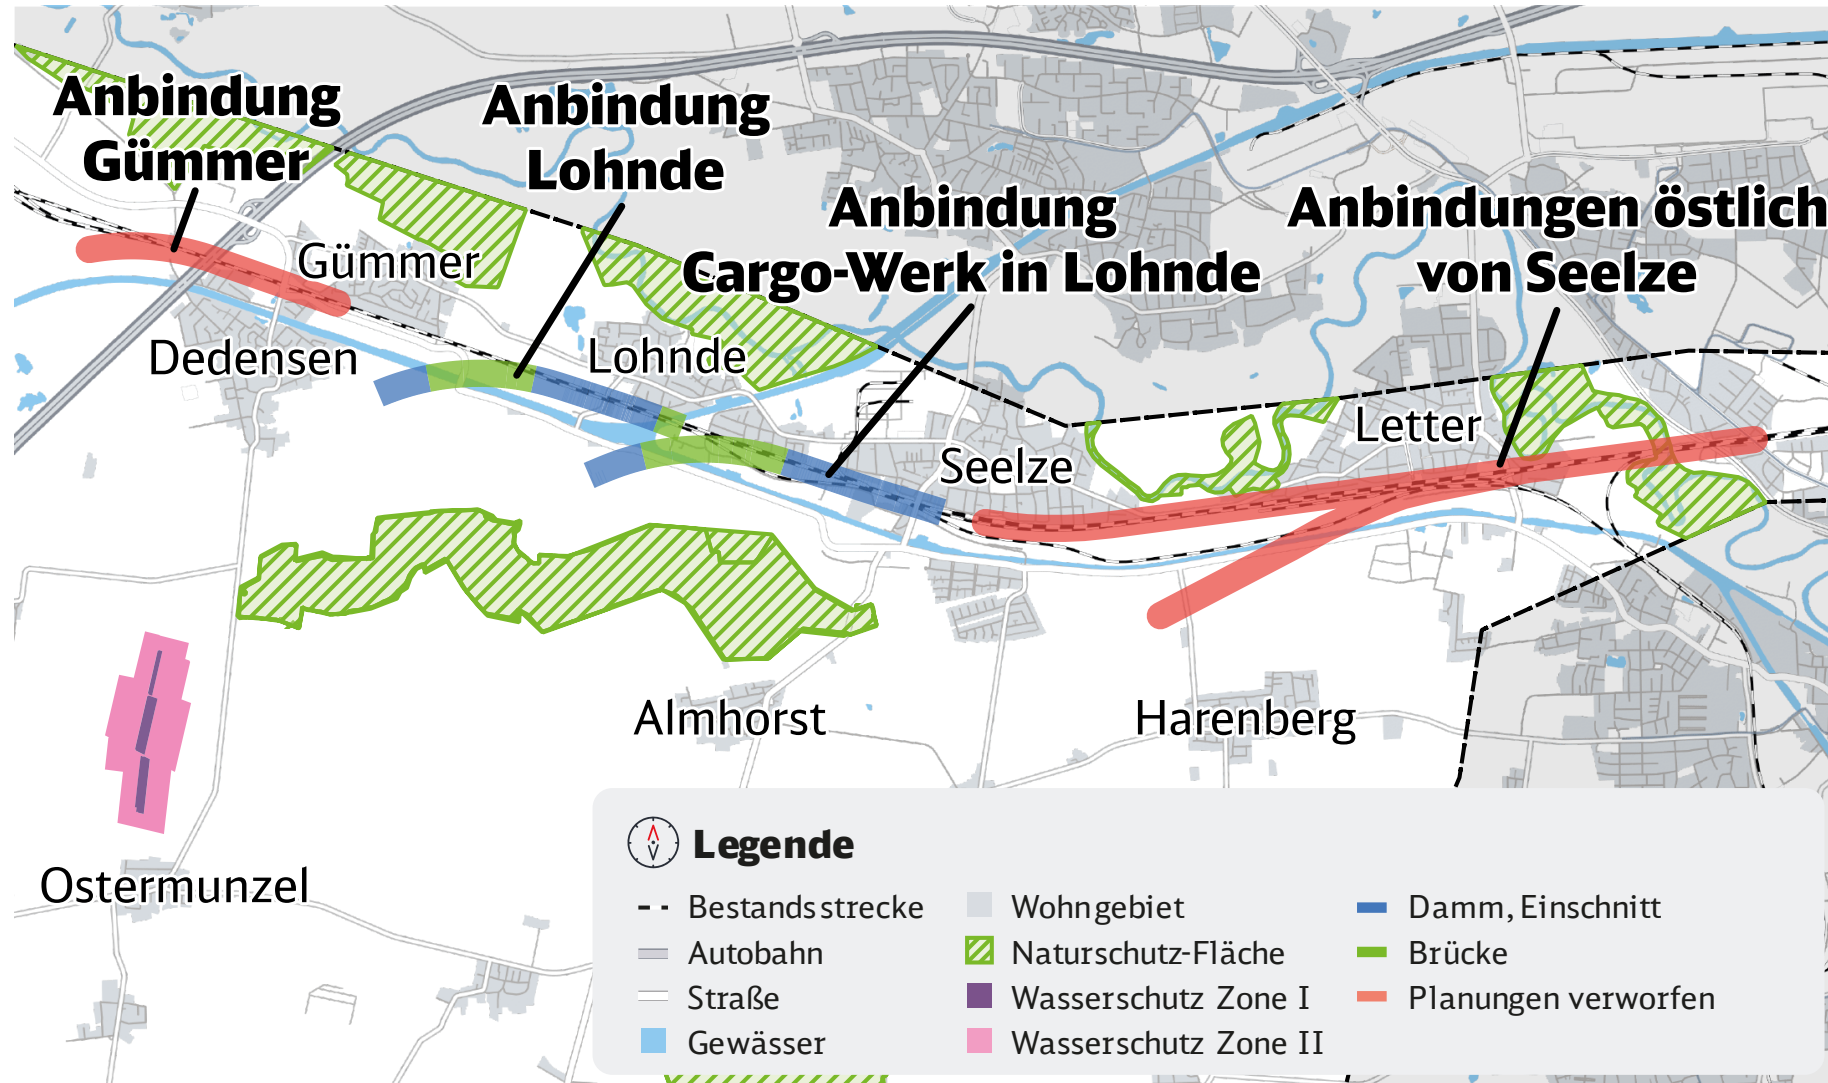 Anbindung
Gümmer
Anbindung
Lohnde
Anbindung
Cargo-Werk in Lohnde
Anbindungen östlich
von Seelze
Gümmer
Dedensen
Lohnde
Seelze
Letter
Almhorst
Harenberg
Ostermunzel
Legende
Bestandsstrecke
Autobahn
Straße
Gewässer
Wohngebiet
Naturschutz-Fläche
Wasserschutz Zone I
Wasserschutz Zone II
Damm, Einschnitt
Brücke
Planungen verworfen